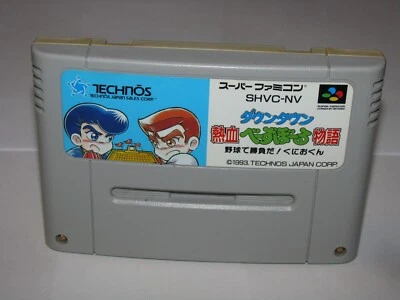 TECHNŌS
TECHNOS JAPAN SALES CORP.
スーパーファミコン
SHVC-NV
ダウンタウン
熱血べーすぼーる物語
野球で勝負だ!くにおくん
©1993, TECHNOS JAPAN CORP.